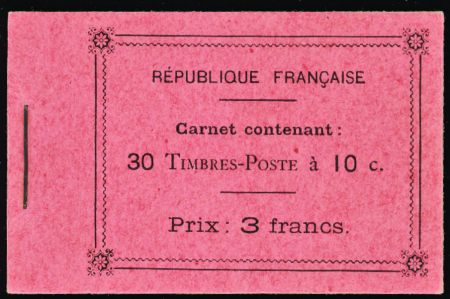 RÉPUBLIQUE FRANÇAISE
Carnet contenant :
30 TIMBRES-POSTE à 10 c.
Prix : 3 francs.